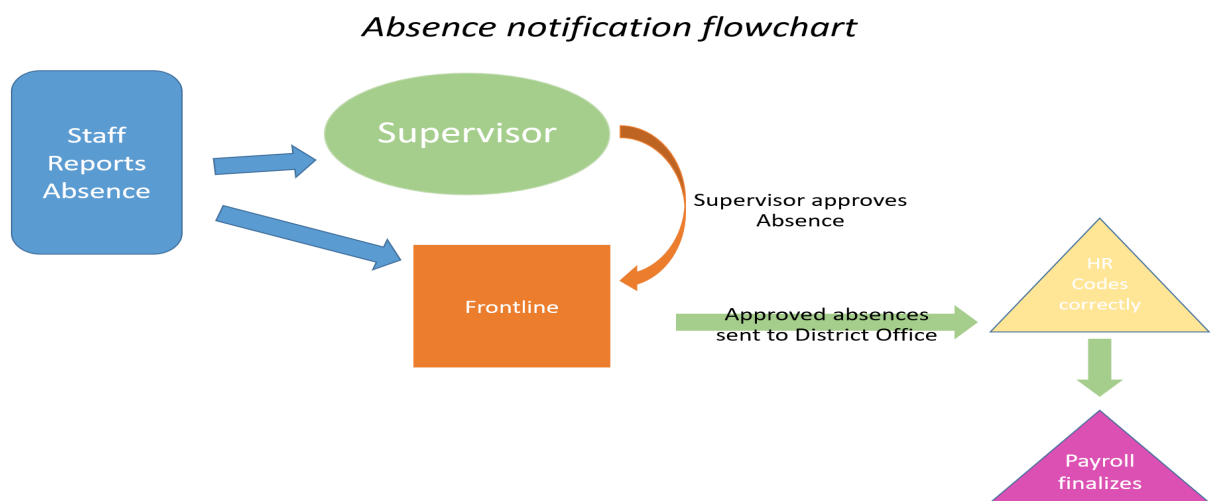 Absence notification flowchart
Staff
Reports
Absence
Supervisor
Supervisor approves
Absence
Frontline
Approved absences
sent to District Office
HR
Codes
correctly
Payroll
finalizes